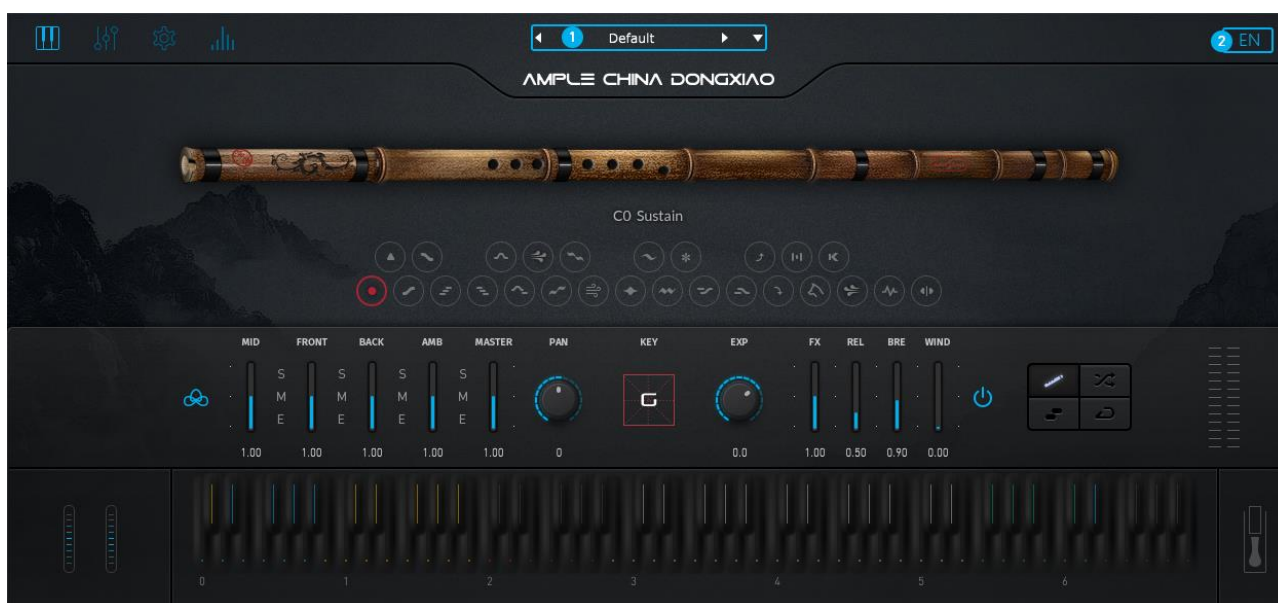 1 Default
2 EN
AMPLE CHINA DONGXIAO
C0 Sustain
MID FRONT BACK AMB MASTER PAN KEY EXP FX REL BRE WIND
S S S S
M M M M
E E E E
G
1.00 1.00 1.00 1.00 1.00 0 0.0 1.00 0.50 0.90 0.00
0 1 2 3 4 5 6